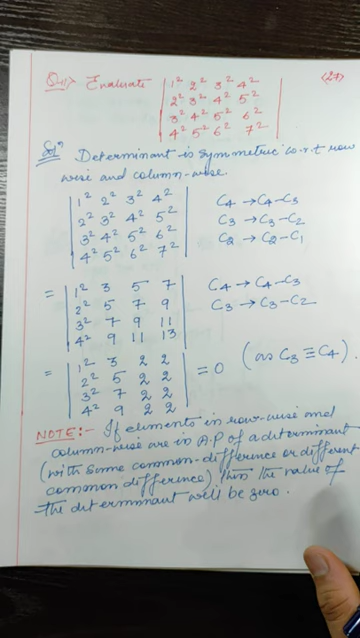 Q.11) Evaluate | 1² 2² 3² 4² | <27>
| 2² 3² 4² 5² |
| 3² 4² 5² 6² |
| 4² 5² 6² 7² |
Solⁿ Determinant is symmetric w.r.t row
wise and column-wise.
| 1² 2² 3² 4² | C₄ → C₄-C₃
| 2² 3² 4² 5² | C₃ → C₃-C₂
| 3² 4² 5² 6² | C₂ → C₂-C₁
| 4² 5² 6² 7² |
= | 1² 3 5 7 | C₄ → C₄-C₃
| 2² 5 7 9 | C₃ → C₃-C₂
| 3² 7 9 11 |
| 4² 9 11 13 |
= | 1² 3 2 2 | = 0 (as C₃ ≡ C₄).
| 2² 5 2 2 |
| 3² 7 2 2 |
| 4² 9 2 2 |
NOTE:- If elements in row-wise and
column-wise are in A.P of a determinant
(with same common-difference or different
common difference) then the value of
the determinant will be zero.